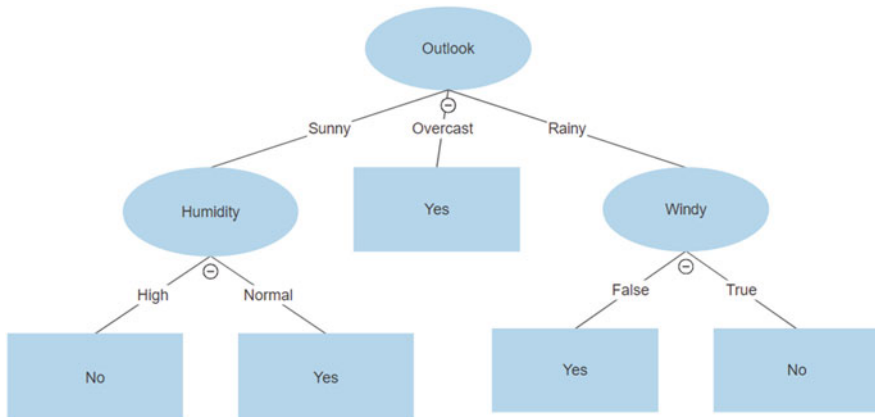 Outlook
Sunny
Overcast
Rainy
Humidity
Yes
Windy
High
Normal
False
True
No
Yes
Yes
No